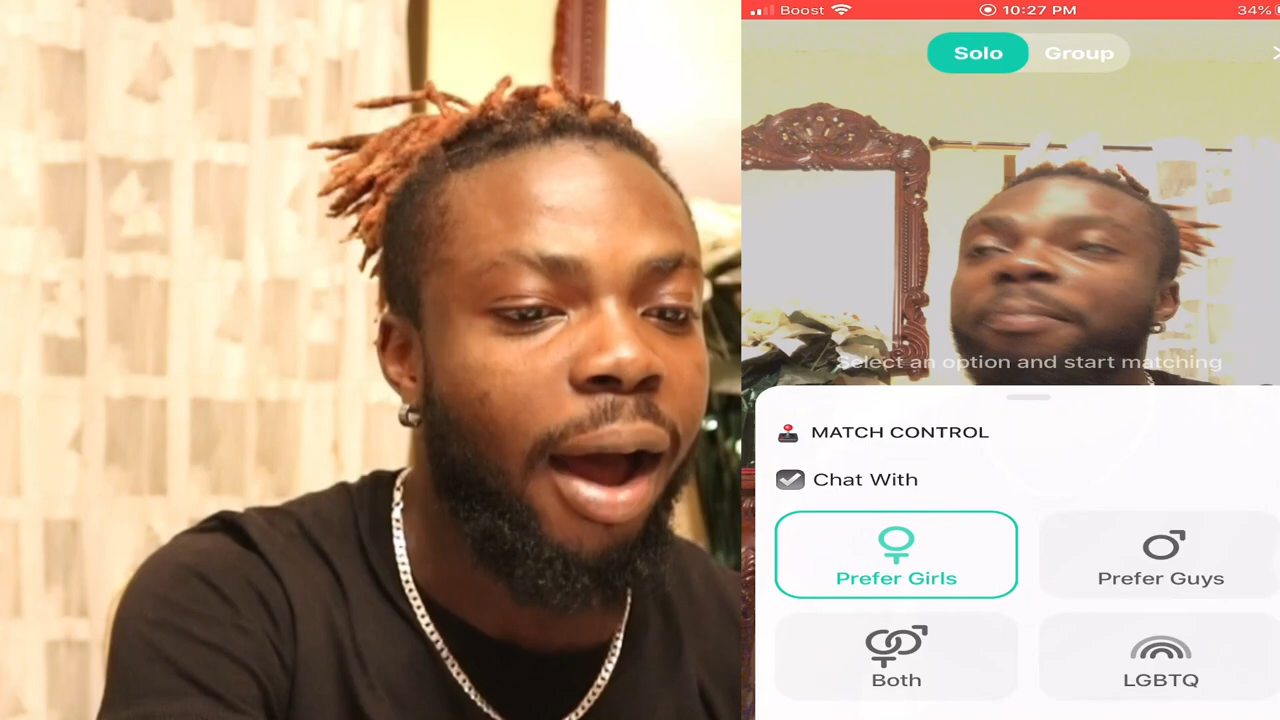 Boost 10:27 PM 34%
Solo Group
Select an option and start matching
MATCH CONTROL
Chat With
Prefer Girls Prefer Guys
Both LGBTQ